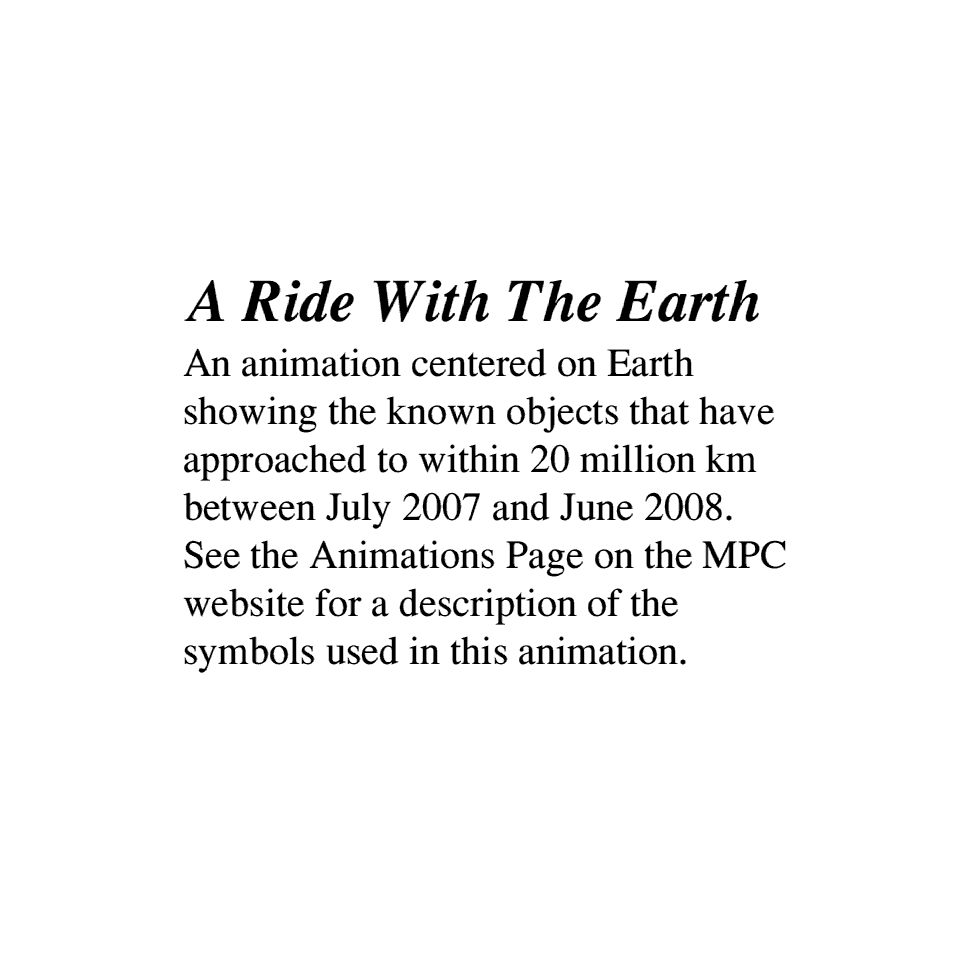 A Ride With The Earth
An animation centered on Earth
showing the known objects that have
approached to within 20 million km
between July 2007 and June 2008.
See the Animations Page on the MPC
website for a description of the
symbols used in this animation.